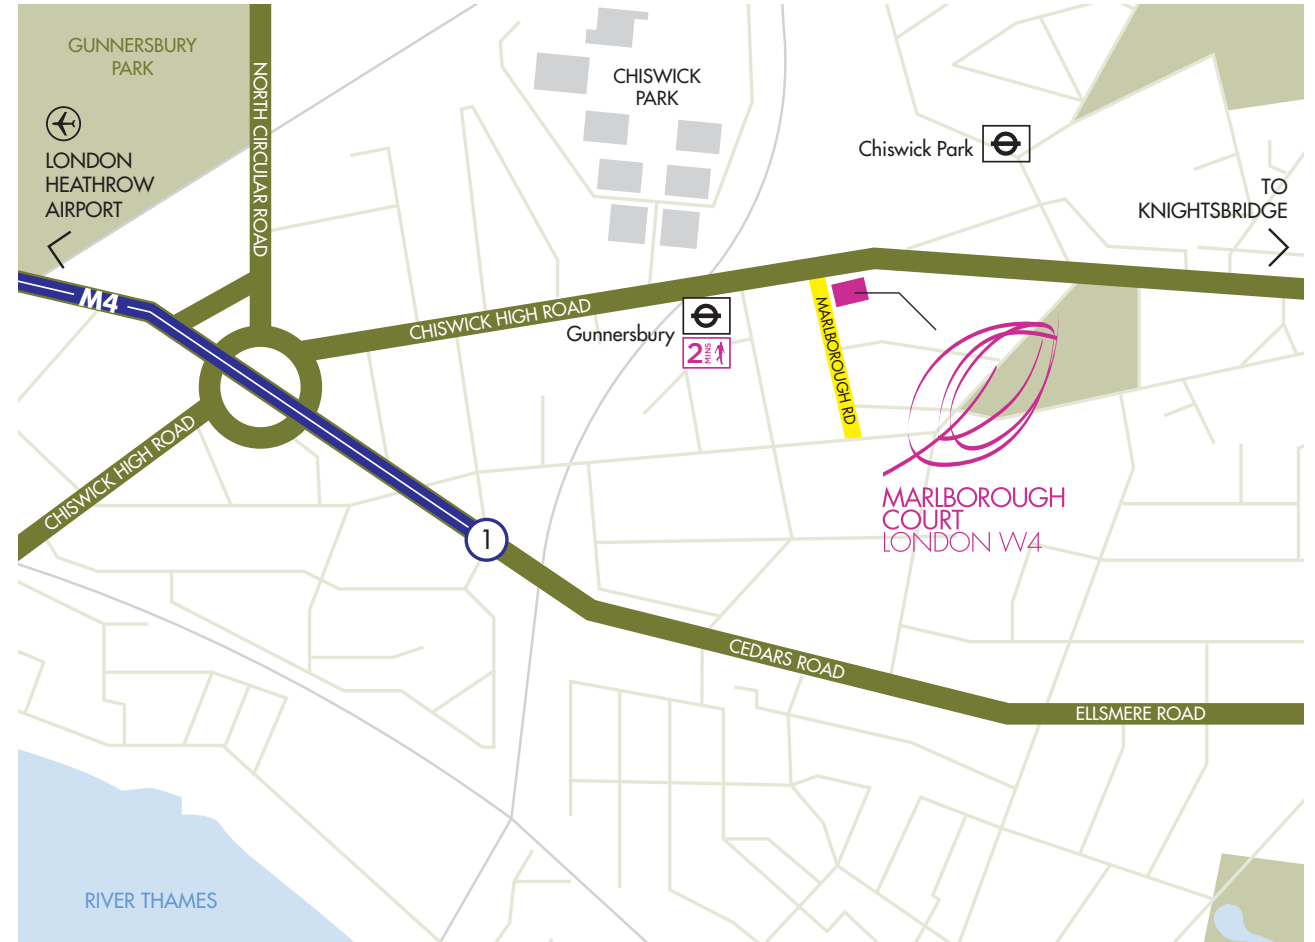 GUNNERSBURY
PARK
NORTH CIRCULAR ROAD
LONDON
HEATHROW
AIRPORT
CHISWICK
PARK
Chiswick Park
TO
KNIGHTSBRIDGE
M4
CHISWICK HIGH ROAD
Gunnersbury
2 MINS
MARLBOROUGH RD
CHISWICK HIGH ROAD
MARLBOROUGH
COURT
LONDON W4
1
CEDARS ROAD
ELLSMERE ROAD
RIVER THAMES